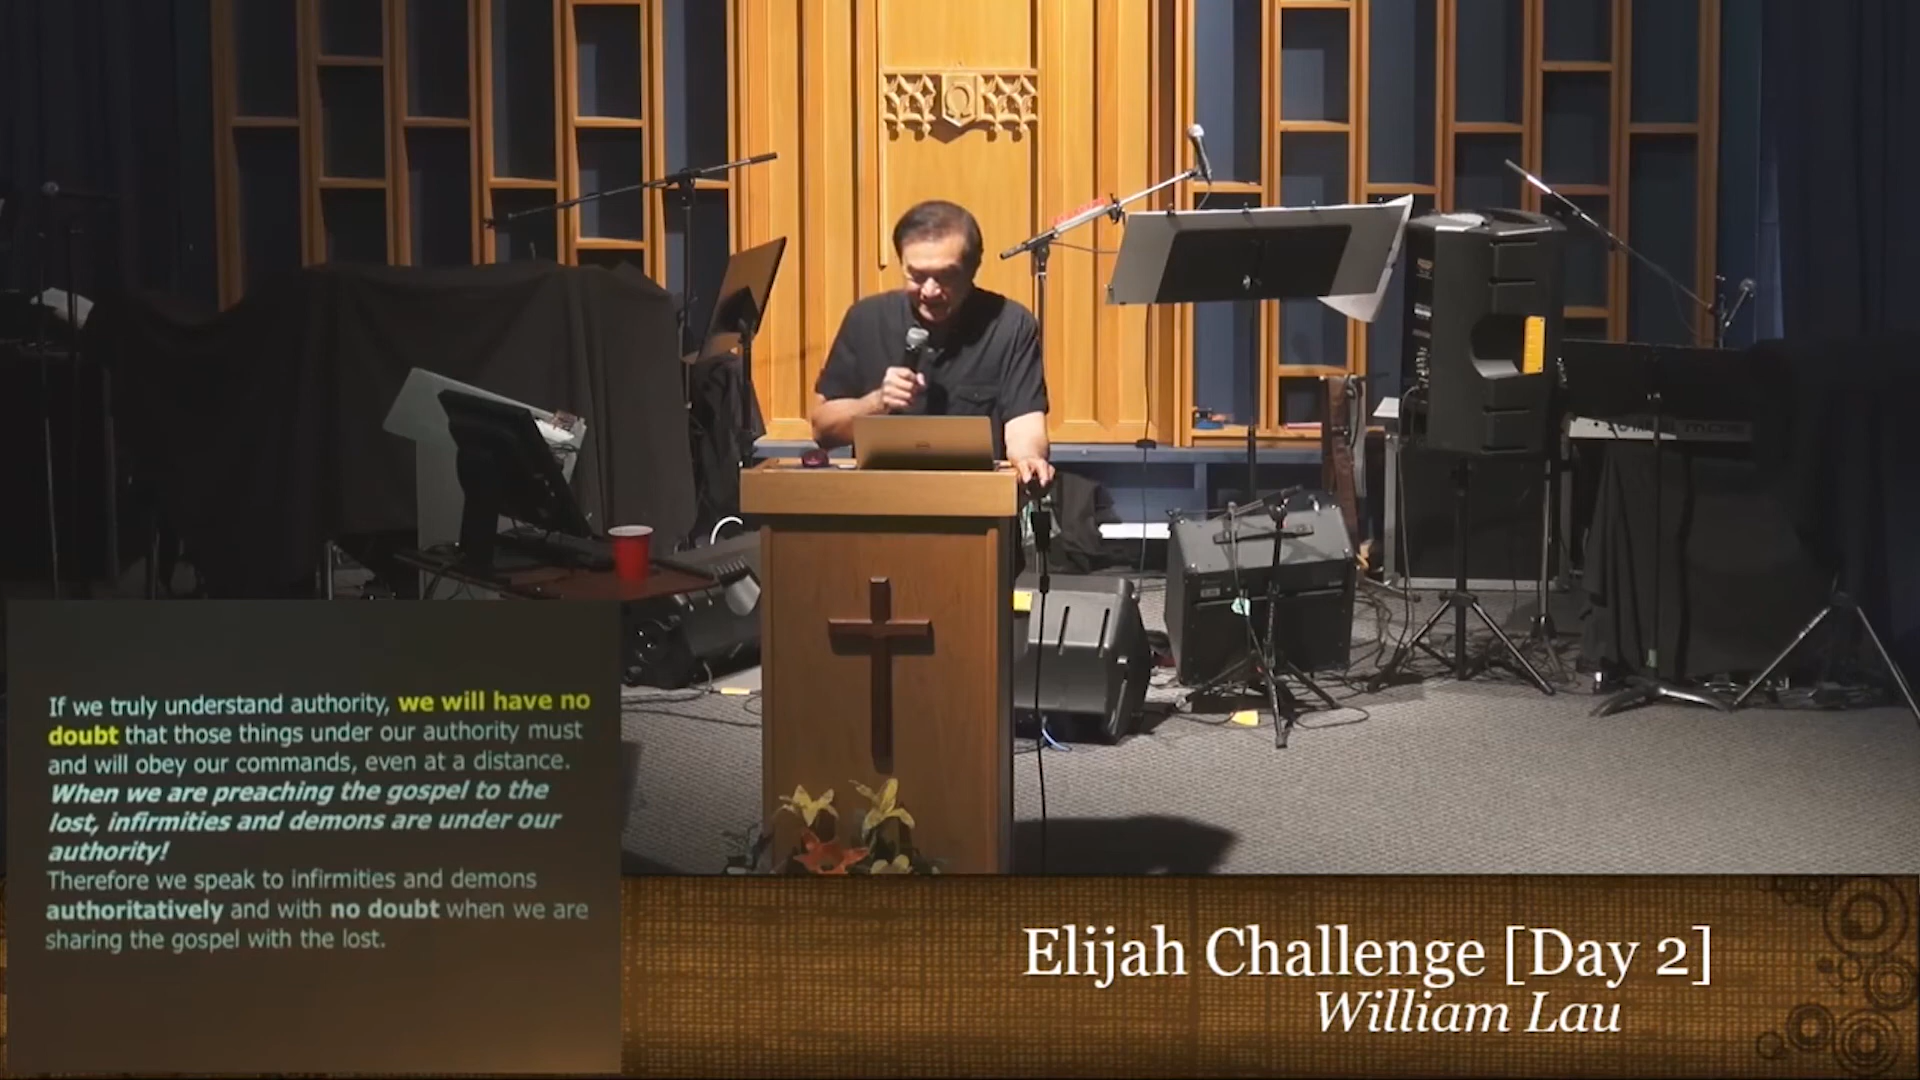 If we truly understand authority, we will have no
doubt that those things under our authority must
and will obey our commands, even at a distance.
When we are preaching the gospel to the
lost, infirmities and demons are under our
authority!
Therefore we speak to infirmities and demons
authoritatively and with no doubt when we are
sharing the gospel with the lost.
Elijah Challenge [Day 2]
William Lau